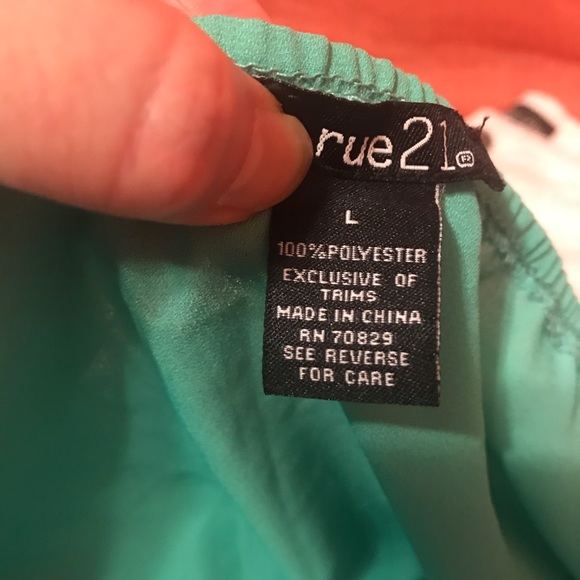 rue21®
L
100%POLYESTER
EXCLUSIVE OF
TRIMS
MADE IN CHINA
RN 70829
SEE REVERSE
FOR CARE